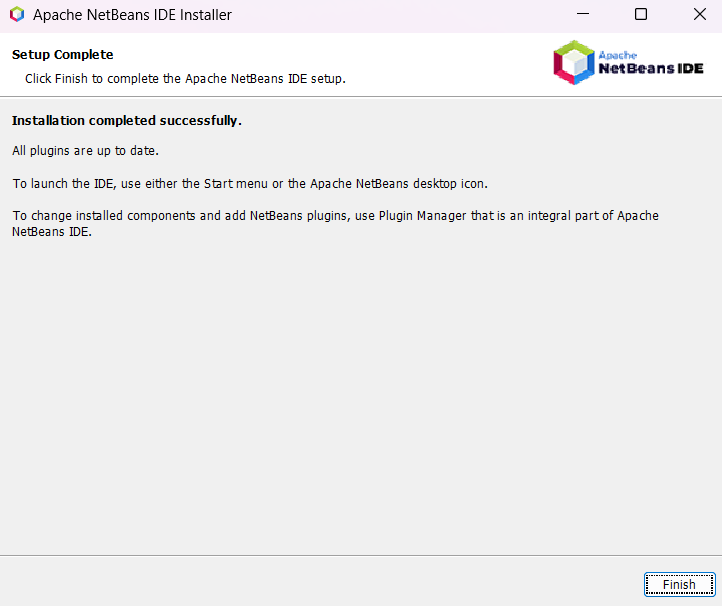 Apache NetBeans IDE Installer
Setup Complete
Click Finish to complete the Apache NetBeans IDE setup.
Apache
NetBeans IDE
Installation completed successfully.
All plugins are up to date.
To launch the IDE, use either the Start menu or the Apache NetBeans desktop icon.
To change installed components and add NetBeans plugins, use Plugin Manager that is an integral part of Apache
NetBeans IDE.
Finish